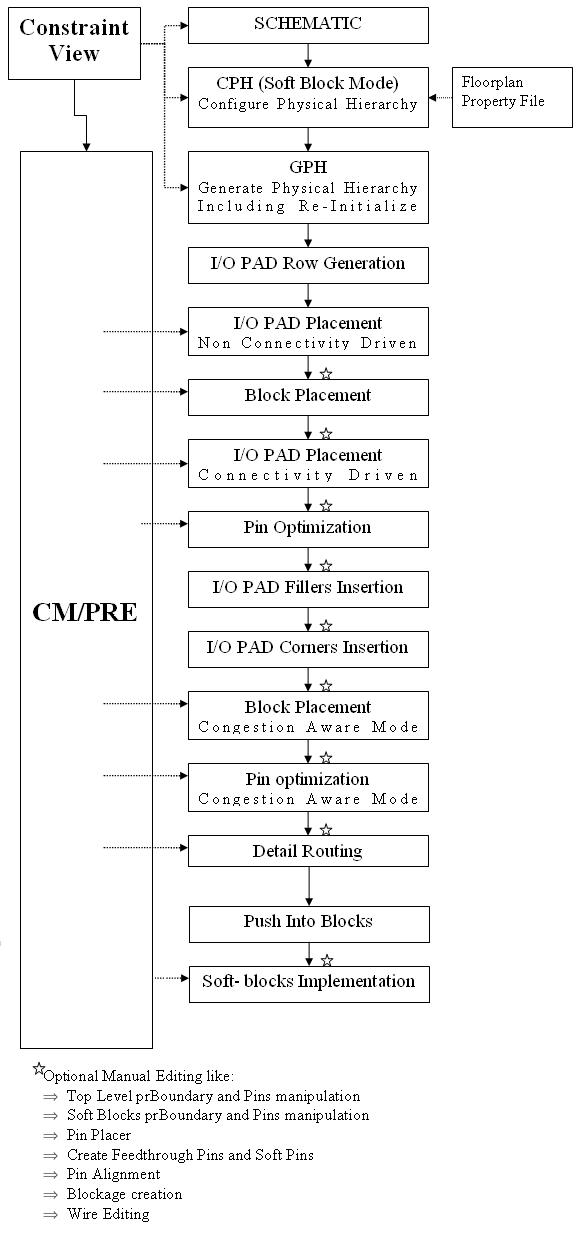 Constraint
View
SCHEMATIC
CPH (Soft Block Mode)
Configure Physical Hierarchy
Floorplan
Property File
GPH
Generate Physical Hierarchy
Including Re-Initialize
I/O PAD Row Generation
I/O PAD Placement
Non Connectivity Driven
Block Placement
I/O PAD Placement
Connectivity Driven
Pin Optimization
I/O PAD Fillers Insertion
CM/PRE
I/O PAD Corners Insertion
Block Placement
Congestion Aware Mode
Pin optimization
Congestion Aware Mode
Detail Routing
Push Into Blocks
Soft- blocks Implementation
☆Optional Manual Editing like:
⇒ Top Level prBoundary and Pins manipulation
⇒ Soft Blocks prBoundary and Pins manipulation
⇒ Pin Placer
⇒ Create Feedthrough Pins and Soft Pins
⇒ Pin Alignment
⇒ Blockage creation
⇒ Wire Editing